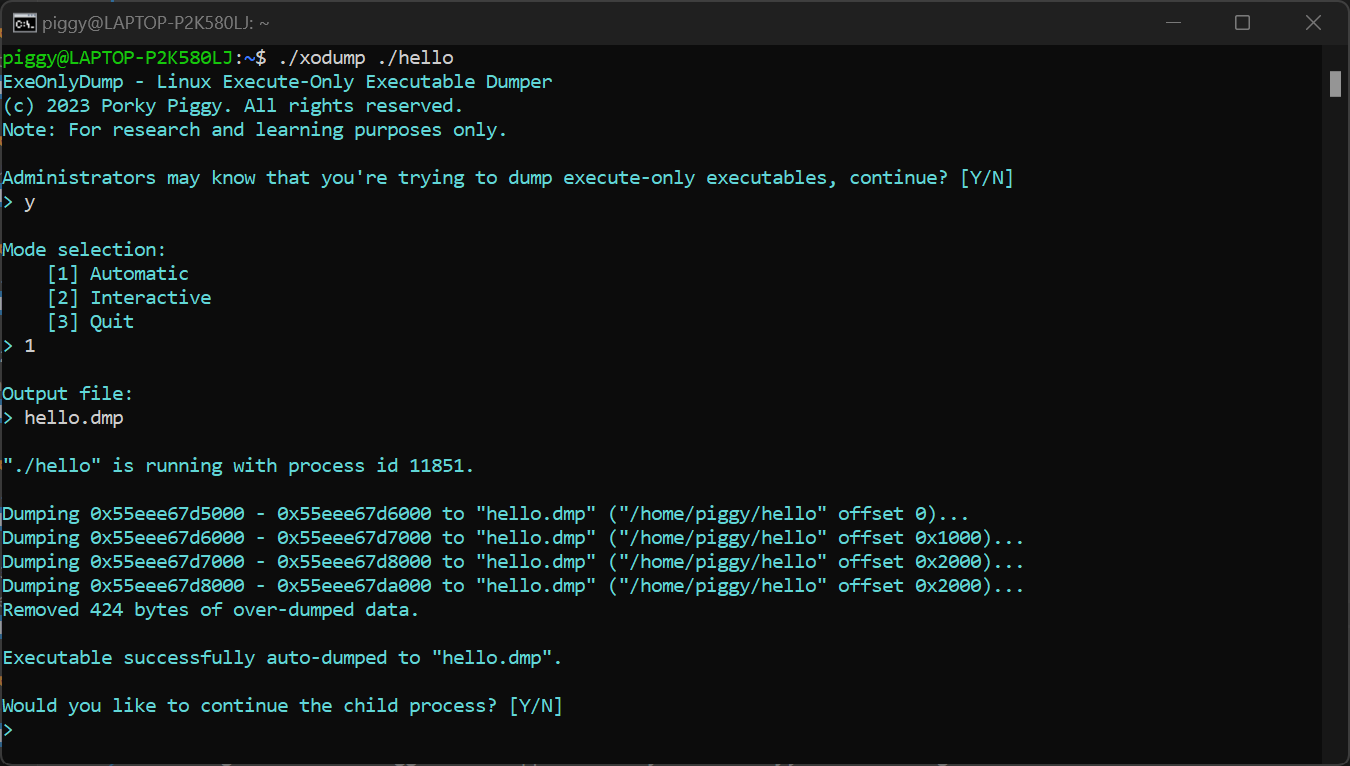 piggy@LAPTOP-P2K580LJ: ~
piggy@LAPTOP-P2K580LJ:~$ ./xodump ./hello
ExeOnlyDump - Linux Execute-Only Executable Dumper
(c) 2023 Porky Piggy. All rights reserved.
Note: For research and learning purposes only.
Administrators may know that you're trying to dump execute-only executables, continue? [Y/N]
> y
Mode selection:
[1] Automatic
[2] Interactive
[3] Quit
> 1
Output file:
> hello.dmp
"./hello" is running with process id 11851.
Dumping 0x55eee67d5000 - 0x55eee67d6000 to "hello.dmp" ("/home/piggy/hello" offset 0)...
Dumping 0x55eee67d6000 - 0x55eee67d7000 to "hello.dmp" ("/home/piggy/hello" offset 0x1000)...
Dumping 0x55eee67d7000 - 0x55eee67d8000 to "hello.dmp" ("/home/piggy/hello" offset 0x2000)...
Dumping 0x55eee67d8000 - 0x55eee67da000 to "hello.dmp" ("/home/piggy/hello" offset 0x2000)...
Removed 424 bytes of over-dumped data.
Executable successfully auto-dumped to "hello.dmp".
Would you like to continue the child process? [Y/N]
>